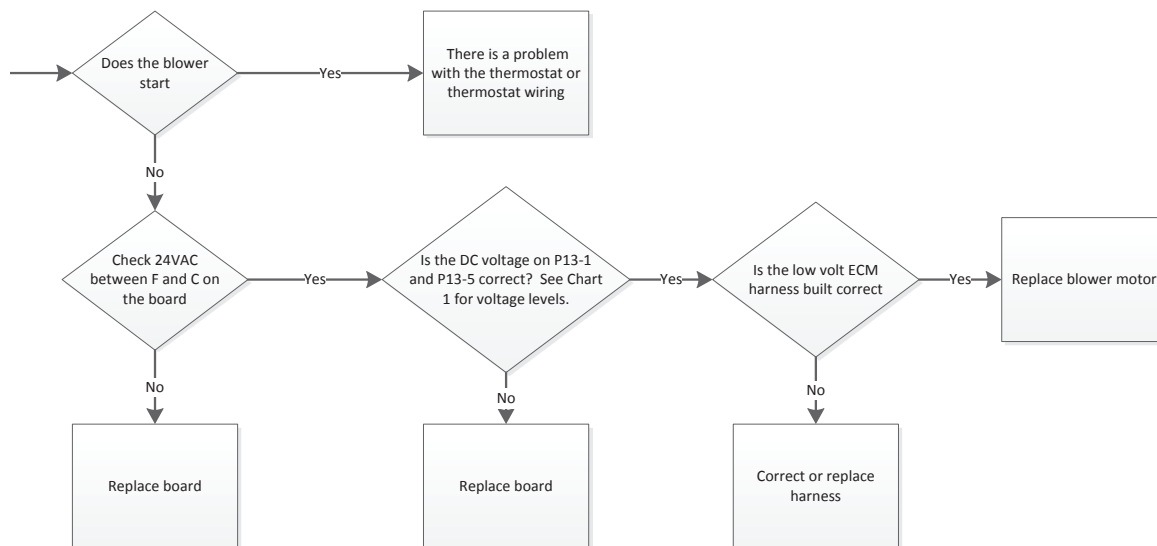 Does the blower
start
Yes
There is a problem
with the thermostat or
thermostat wiring
No
Check 24VAC
between F and C on
the board
Yes
Is the DC voltage on P13-1
and P13-5 correct?  See Chart
1 for voltage levels.
Yes
Is the low volt ECM
harness built correct
Yes
Replace blower motor
No
No
No
Replace board
Replace board
Correct or replace
harness